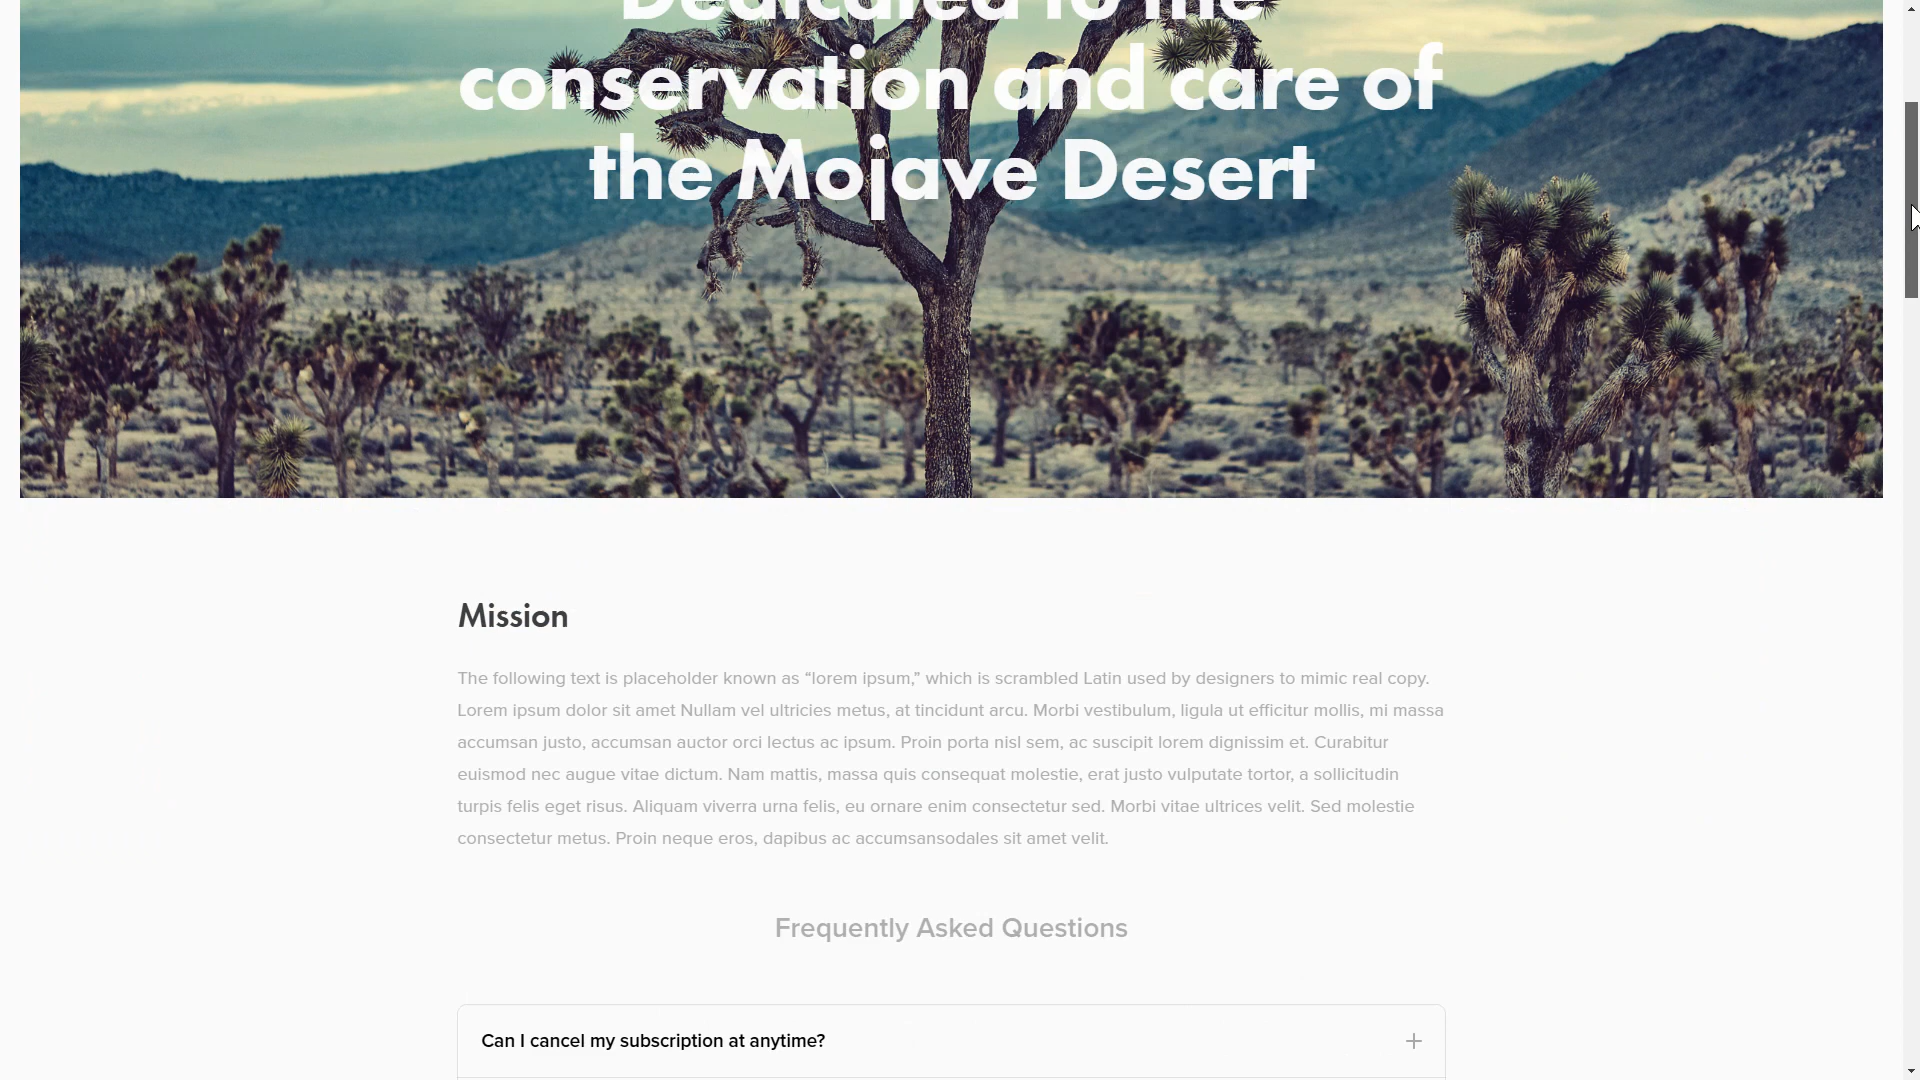 Dedicated to the
conservation and care of
the Mojave Desert
Mission
The following text is placeholder known as “lorem ipsum,” which is scrambled Latin used by designers to mimic real copy.
Lorem ipsum dolor sit amet Nullam vel ultricies metus, at tincidunt arcu. Morbi vestibulum, ligula ut efficitur mollis, mi massa
accumsan justo, accumsan auctor orci lectus ac ipsum. Proin porta nisl sem, ac suscipit lorem dignissim et. Curabitur
euismod nec augue vitae dictum. Nam mattis, massa quis consequat molestie, erat justo vulputate tortor, a sollicitudin
turpis felis eget risus. Aliquam viverra urna felis, eu ornare enim consectetur sed. Morbi vitae ultrices velit. Sed molestie
consectetur metus. Proin neque eros, dapibus ac accumsansodales sit amet velit.
Frequently Asked Questions
Can I cancel my subscription at anytime?